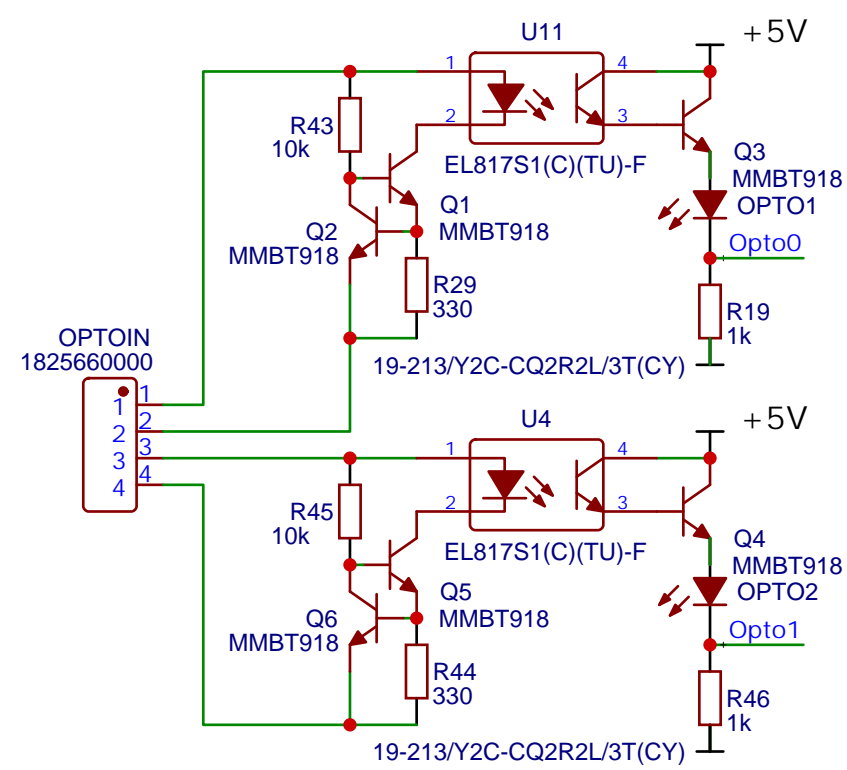 U11
+5V
1
4
R43
10k
2
3
EL817S1(C)(TU)-F
Q3
MMBT918
OPTO1
Q1
MMBT918
Q2
MMBT918
Opto0
R29
330
R19
1k
OPTOIN
1825660000
19-213/Y2C-CQ2R2L/3T(CY)
1 1
2 2
3 3
4 4
U4
+5V
1
4
R45
10k
2
3
EL817S1(C)(TU)-F
Q4
MMBT918
OPTO2
Q5
MMBT918
Q6
MMBT918
Opto1
R44
330
R46
1k
19-213/Y2C-CQ2R2L/3T(CY)